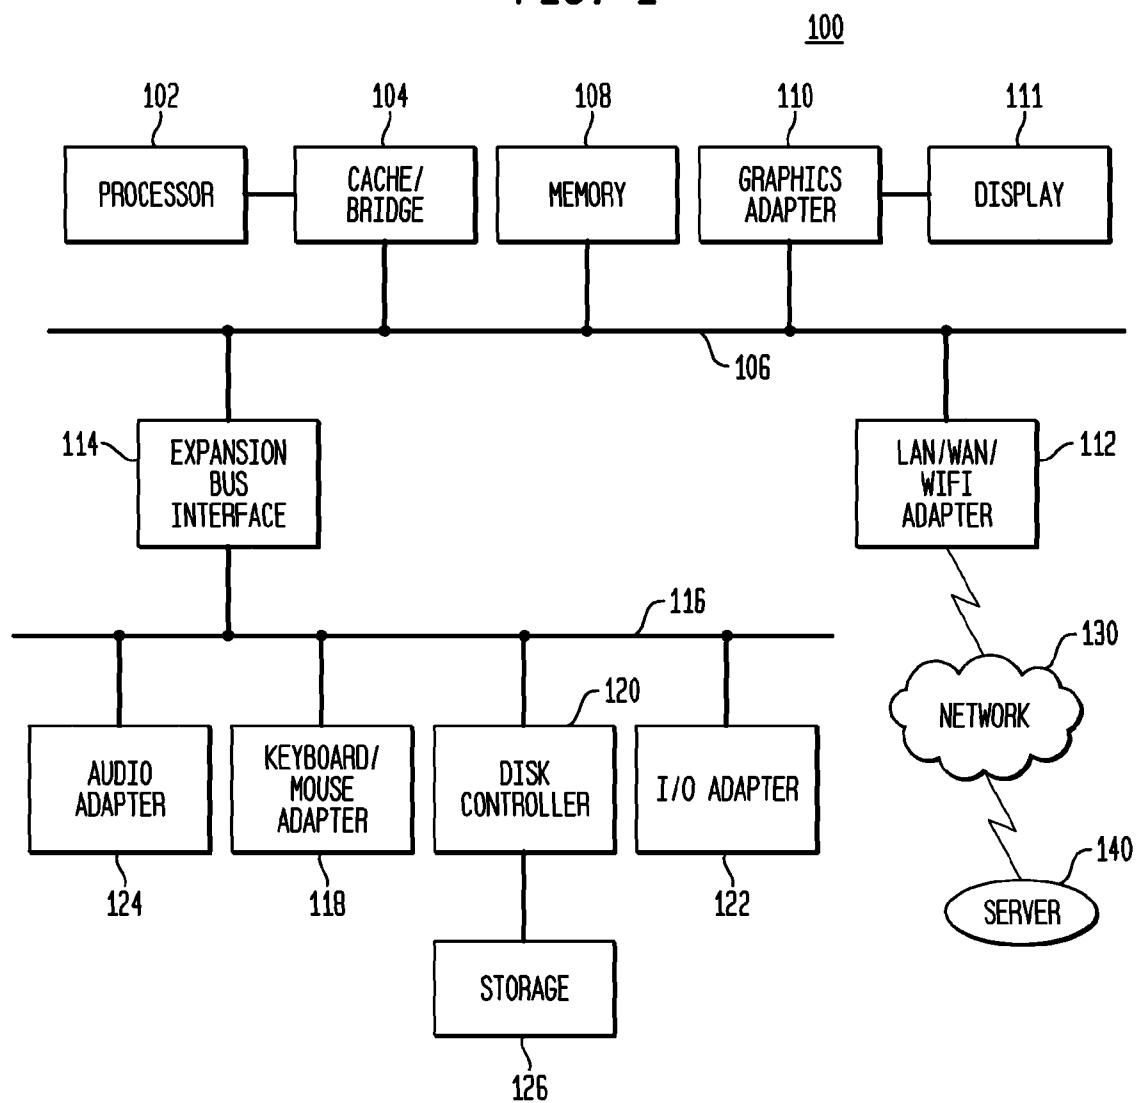 100
102
104
108
110
111
PROCESSOR
CACHE/
BRIDGE
MEMORY
GRAPHICS
ADAPTER
DISPLAY
106
114
EXPANSION
BUS
INTERFACE
LAN/WAN/
WIFI
ADAPTER
112
116
130
NETWORK
120
AUDIO
ADAPTER
KEYBOARD/
MOUSE
ADAPTER
DISK
CONTROLLER
I/O ADAPTER
124
118
122
140
SERVER
STORAGE
126